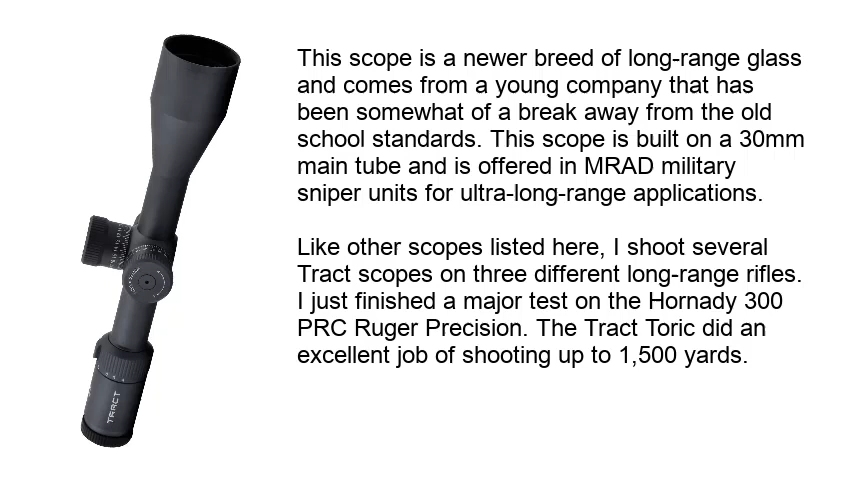 This scope is a newer breed of long-range glass
and comes from a young company that has
been somewhat of a break away from the old
school standards. This scope is built on a 30mm
main tube and is offered in MRAD military
sniper units for ultra-long-range applications.
Like other scopes listed here, I shoot several
Tract scopes on three different long-range rifles.
I just finished a major test on the Hornady 300
PRC Ruger Precision. The Tract Toric did an
excellent job of shooting up to 1,500 yards.
TRACT